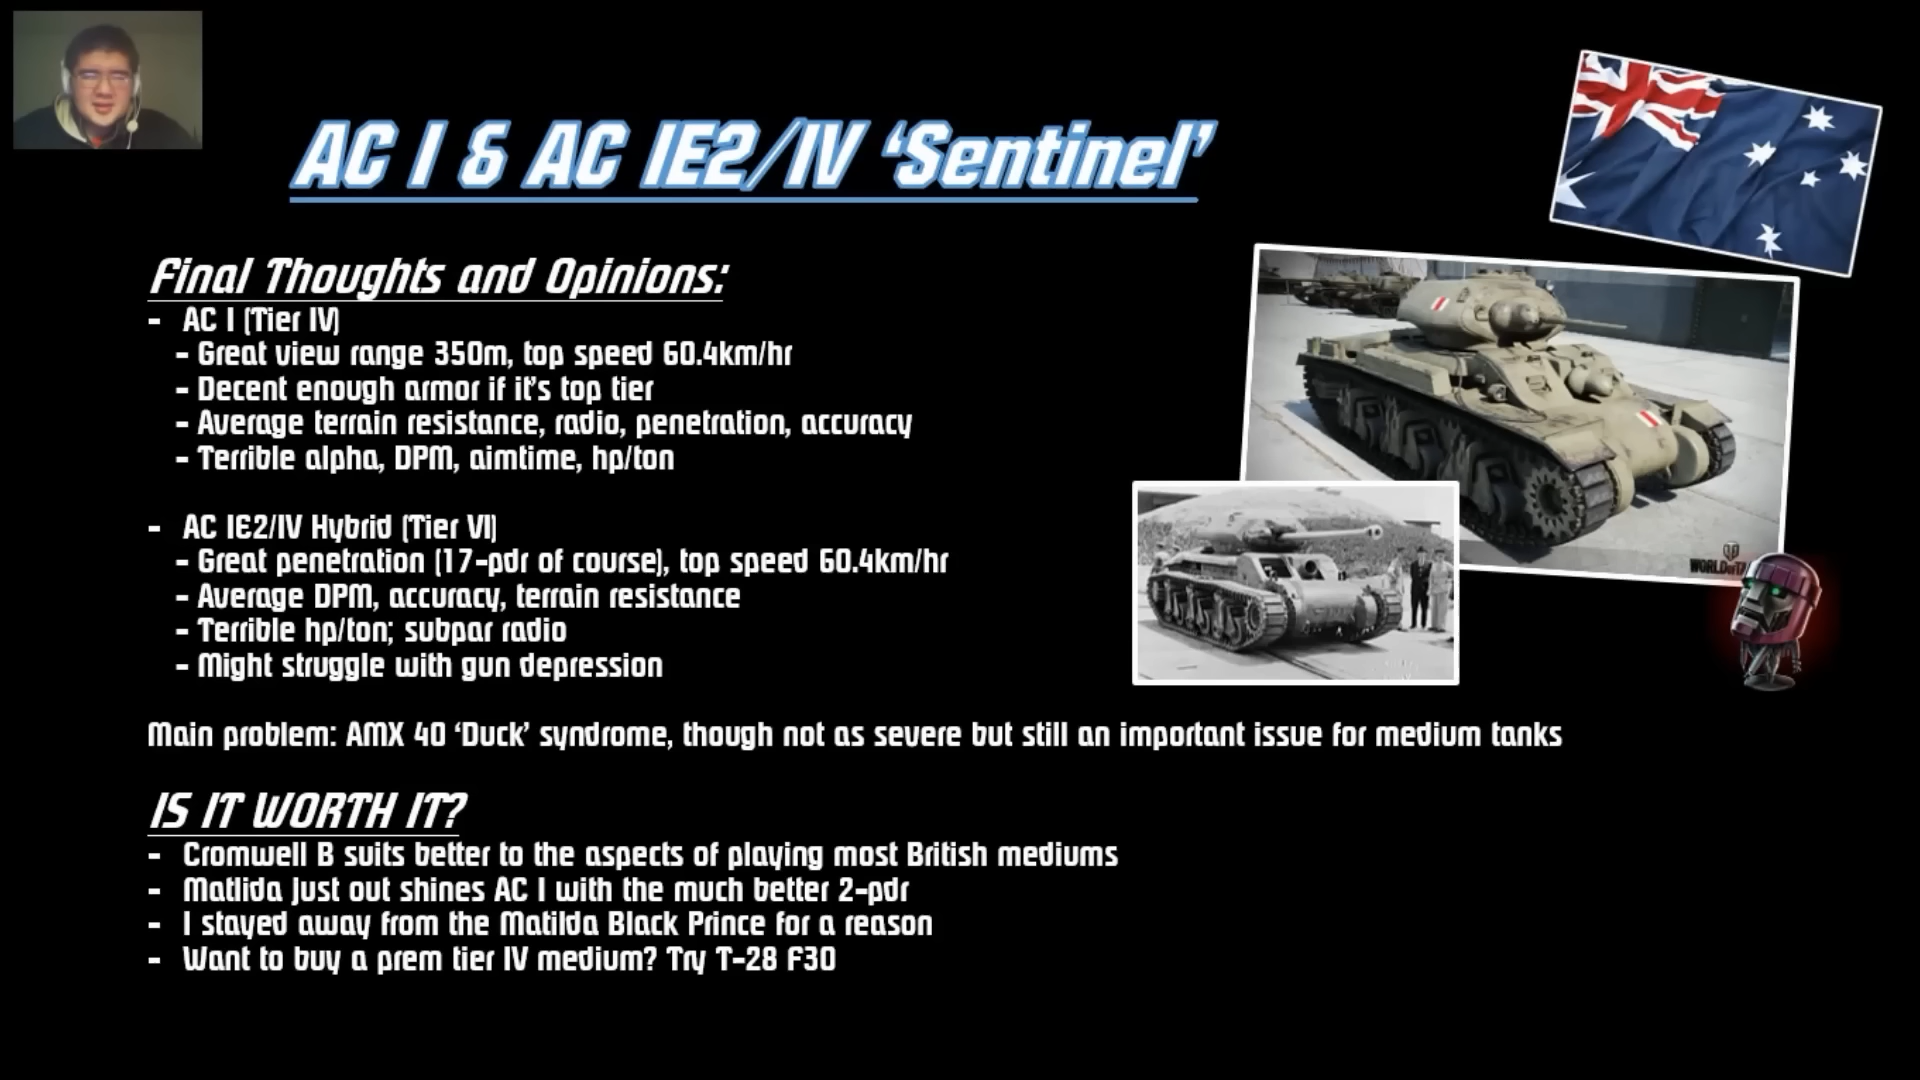 AC I & AC IE2/IV ‘Sentinel’
Final Thoughts and Opinions:
- AC I (Tier IV)
- Great view range 350m, top speed 60.4km/hr
- Decent enough armor if it’s top tier
- Average terrain resistance, radio, penetration, accuracy
- Terrible alpha, DPM, aimtime, hp/ton
- AC IE2/IV Hybrid (Tier VI)
- Great penetration (17-pdr of course), top speed 60.4km/hr
- Average DPM, accuracy, terrain resistance
- Terrible hp/ton; subpar radio
- Might struggle with gun depression
Main problem: AMX 40 ‘Duck’ syndrome, though not as severe but still an important issue for medium tanks
IS IT WORTH IT?
- Cromwell B suits better to the aspects of playing most British mediums
- Matlida Just out shines AC I with the much better 2-pdr
- I stayed away from the Matilda Black Prince for a reason
- Want to buy a prem tier IV medium? Try T-28 F30